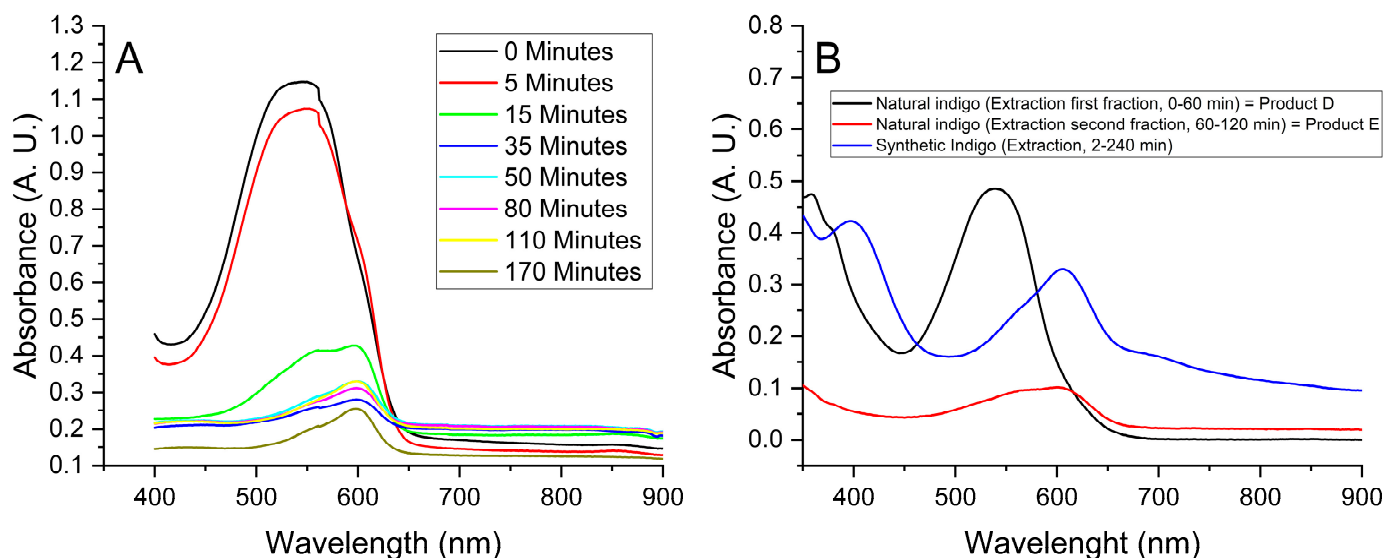 A
1.3
1.2
1.1
1.0
0.9
0.8
0.7
0.6
0.5
0.4
0.3
0.2
0.1
Absorbance (A. U.)
0 Minutes
5 Minutes
15 Minutes
35 Minutes
50 Minutes
80 Minutes
110 Minutes
170 Minutes
400 500 600 700 800 900
Wavelength (nm)
B
0.8
0.7
0.6
0.5
0.4
0.3
0.2
0.1
0.0
Absorbance (A. U.)
Natural indigo (Extraction first fraction, 0-60 min) = Product D
Natural indigo (Extraction second fraction, 60-120 min) = Product E
Synthetic Indigo (Extraction, 2-240 min)
400 500 600 700 800 900
Wavelenght (nm)